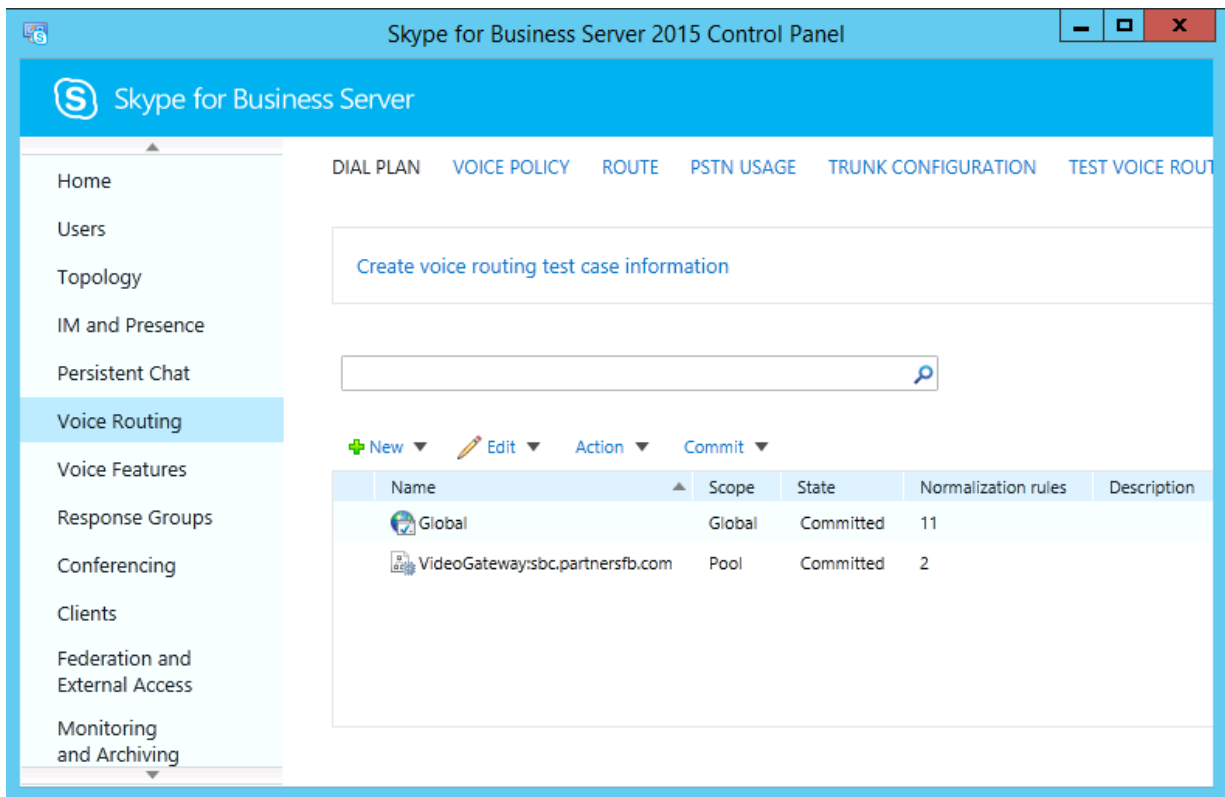 Skype for Business Server 2015 Control Panel
Skype for Business Server
Home
Users
Topology
IM and Presence
Persistent Chat
Voice Routing
Voice Features
Response Groups
Conferencing
Clients
Federation and
External Access
Monitoring
and Archiving
DIAL PLAN VOICE POLICY ROUTE PSTN USAGE TRUNK CONFIGURATION TEST VOICE ROUT
Create voice routing test case information
New Edit Action Commit
Name Scope State Normalization rules Description
Global Global Committed 11
VideoGateway:sbc.partnersfb.com Pool Committed 2